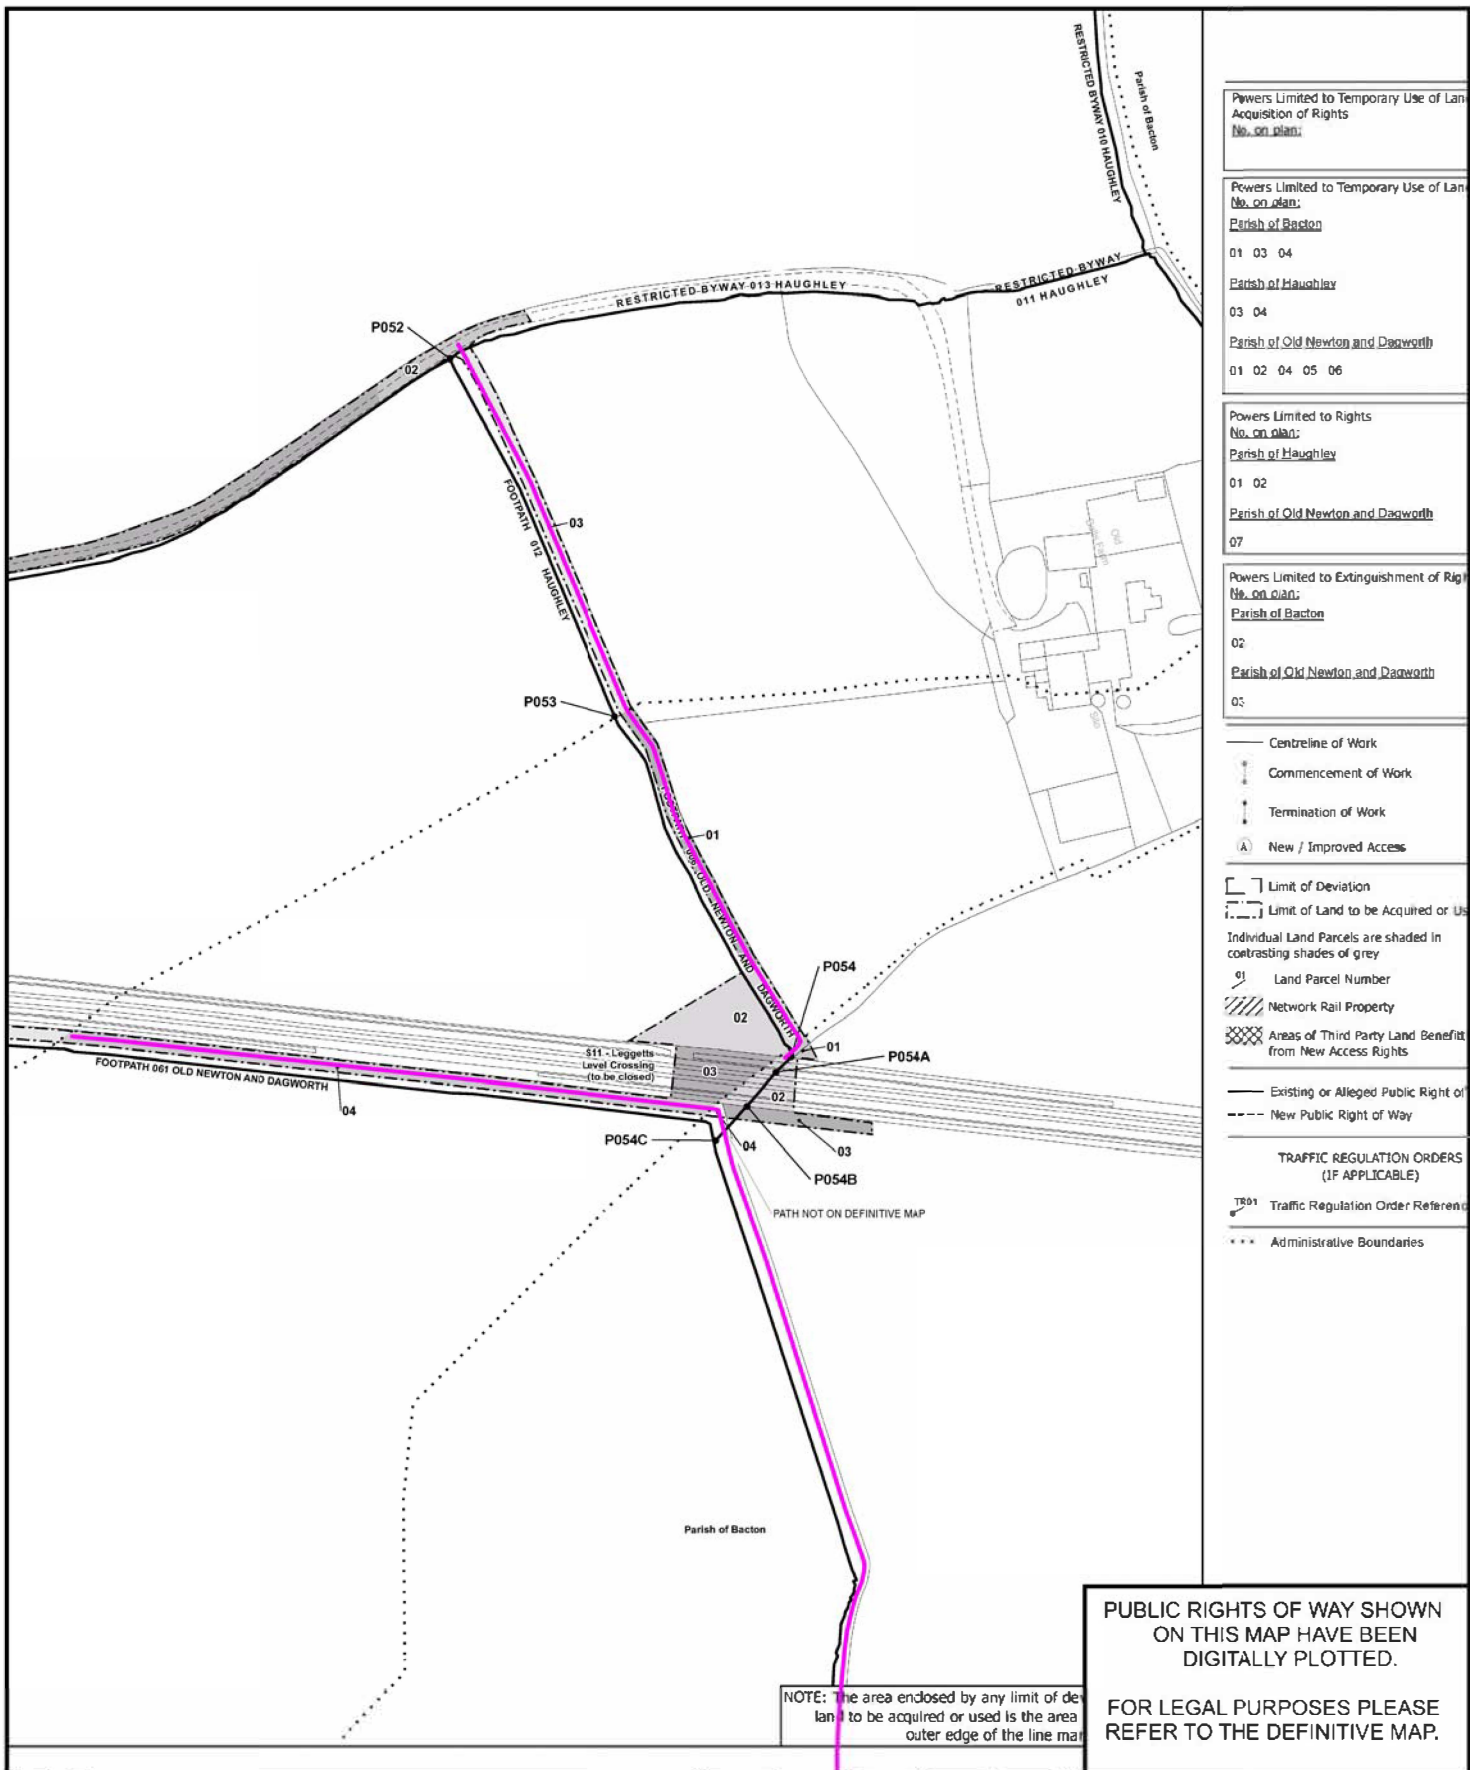 RESTRICTED BYWAY 010 HAUGHLEY
Parish of Bacton
RESTRICTED BYWAY 013 HAUGHLEY
RESTRICTED BYWAY
011 HAUGHLEY
P052
02
FOOTPATH 012 HAUGHLEY
03
Old
P053
Silo
01
OLD NEWTON AND DAGWORTH
P054
02
01
S11 - Leggetts
Level Crossing
(to be closed)
03
P054A
02
FOOTPATH 061 OLD NEWTON AND DAGWORTH
04
P054C
04
03
P054B
PATH NOT ON DEFINITIVE MAP
Parish of Bacton
NOTE: The area enclosed by any limit of dev
land to be acquired or used is the area
outer edge of the line mar
Powers Limited to Temporary Use of Lan
Acquisition of Rights
No. on plan:
Powers Limited to Temporary Use of Lan
No. on plan:
Parish of Bacton
01 03 04
Parish of Haughley
03 04
Parish of Old Newton and Dagworth
01 02 04 05 06
Powers Limited to Rights
No. on plan:
Parish of Haughley
01 02
Parish of Old Newton and Dagworth
07
Powers Limited to Extinguishment of Righ
No. on plan:
Parish of Bacton
02
Parish of Old Newton and Dagworth
03
Centreline of Work
Commencement of Work
Termination of Work
A New / Improved Access
Limit of Deviation
Limit of Land to be Acquired or Us
Individual Land Parcels are shaded in
contrasting shades of grey
01 Land Parcel Number
Network Rail Property
Areas of Third Party Land Benefit
from New Access Rights
Existing or Alleged Public Right of
New Public Right of Way
TRAFFIC REGULATION ORDERS
(IF APPLICABLE)
TR01 Traffic Regulation Order Referenc
Administrative Boundaries
PUBLIC RIGHTS OF WAY SHOWN
ON THIS MAP HAVE BEEN
DIGITALLY PLOTTED.
FOR LEGAL PURPOSES PLEASE
REFER TO THE DEFINITIVE MAP.